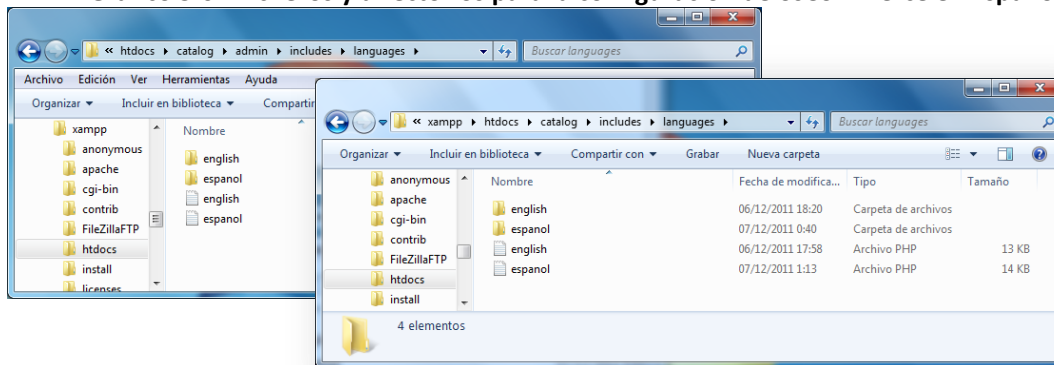 « htdocs ▸ catalog ▸ admin ▸ includes ▸ languages ▸
Buscar languages
Archivo Edición Ver Herramientas Ayuda
Organizar ▾ Incluir en biblioteca ▾ Compartir
xampp
anonymous
apache
cgi-bin
contrib
FileZillaFTP
htdocs
install
licenses
Nombre
english
espanol
english
espanol
« xampp ▸ htdocs ▸ catalog ▸ includes ▸ languages ▸
Buscar languages
Organizar ▾ Incluir en biblioteca ▾ Compartir con ▾ Grabar Nueva carpeta
anonymous
apache
cgi-bin
contrib
FileZillaFTP
htdocs
install
Nombre Fecha de modifica... Tipo Tamaño
english 06/12/2011 18:20 Carpeta de archivos
espanol 07/12/2011 0:40 Carpeta de archivos
english 06/12/2011 17:58 Archivo PHP 13 KB
espanol 07/12/2011 1:13 Archivo PHP 14 KB
4 elementos